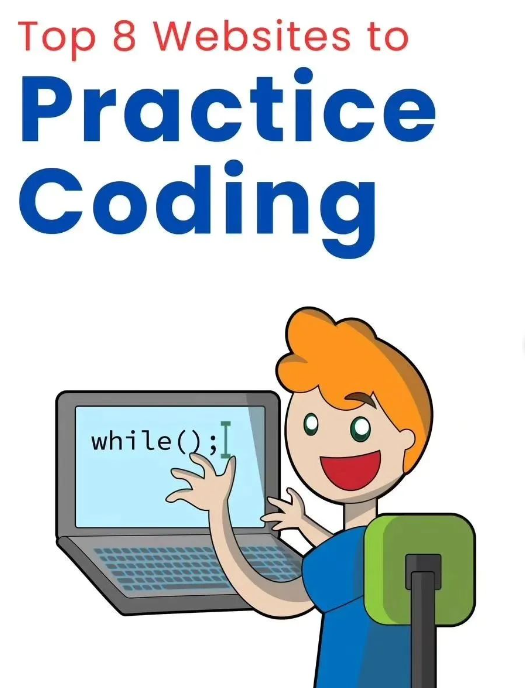 Top 8 Websites to
Practice
Coding
while();